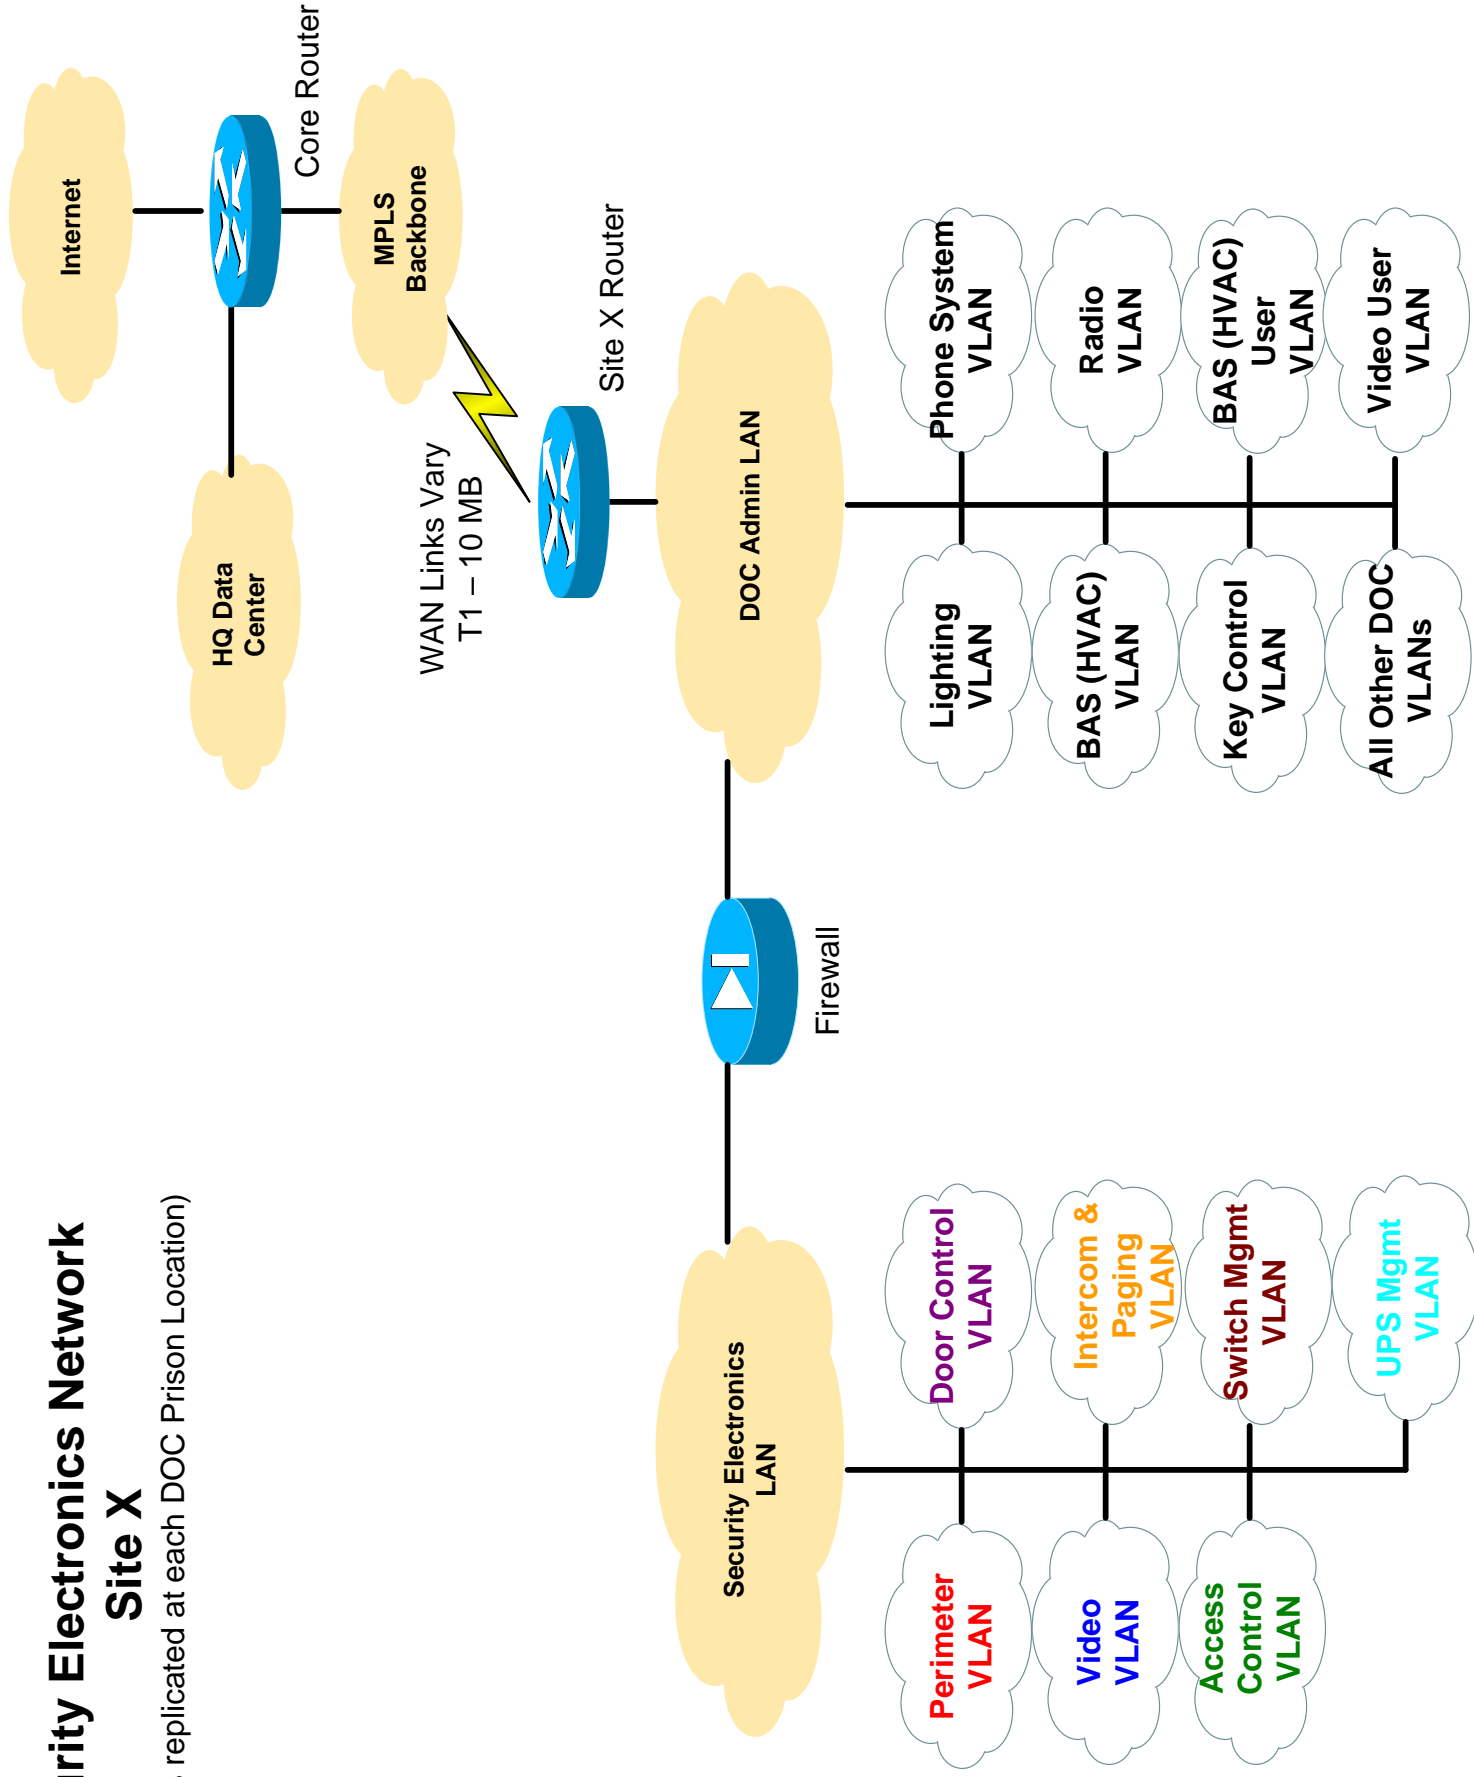 Electronics Network
Site X
replicated at each DOC Prison Location)
Internet
Core Router
HQ Data
Center
MPLS
Backbone
WAN Links Vary
T1 – 10 MB
Site X Router
Security Electronics
LAN
Firewall
DOC Admin LAN
Perimeter
VLAN
Door Control
VLAN
Video
VLAN
Intercom &
Paging
VLAN
Access
Control
VLAN
Switch Mgmt
VLAN
UPS Mgmt
VLAN
Lighting
VLAN
Phone System
VLAN
BAS (HVAC)
VLAN
Radio
VLAN
Key Control
VLAN
BAS (HVAC)
User
VLAN
All Other DOC
VLANs
Video User
VLAN